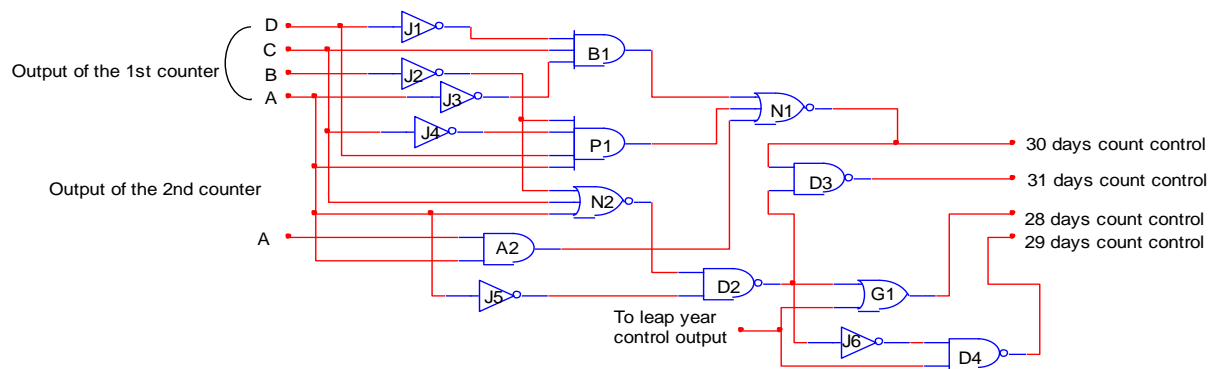 D
J1
C
B1
Output of the 1st counter
B
J2
A
J3
N1
J4
P1
30 days count control
D3
31 days count control
Output of the 2nd counter
N2
28 days count control
A
A2
29 days count control
J5
D2
G1
To leap year
control output
J6
D4